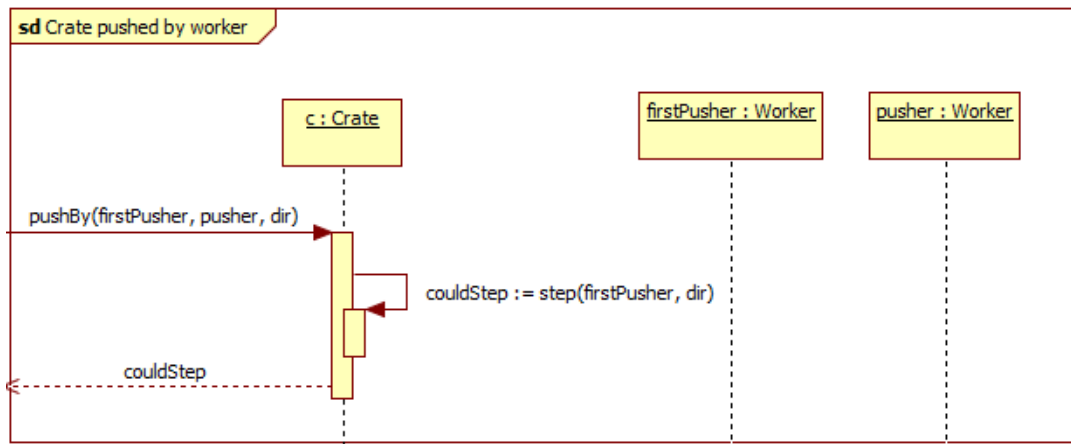 sd Crate pushed by worker
c : Crate
firstPusher : Worker
pusher : Worker
pushBy(firstPusher, pusher, dir)
couldStep := step(firstPusher, dir)
couldStep